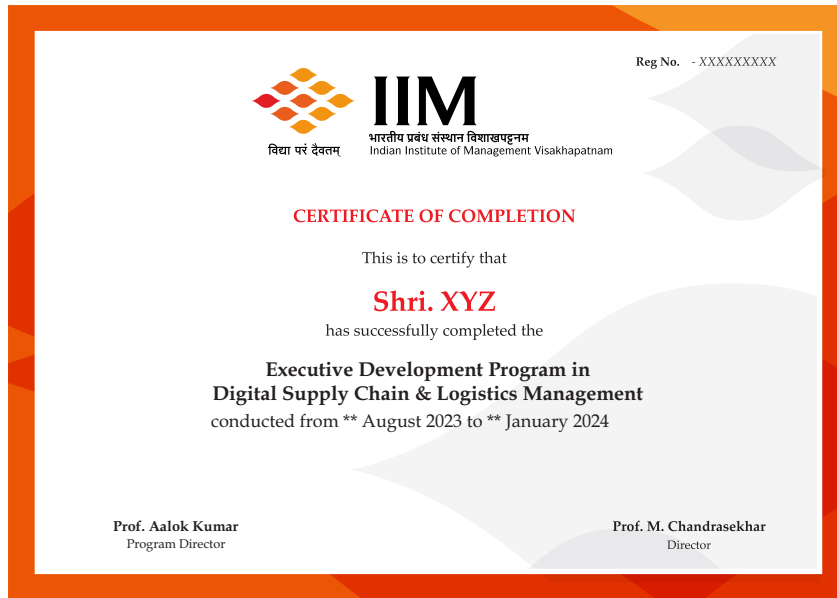 Reg No. - XXXXXXXXX
IIM
भारतीय प्रबंध संस्थान विशाखपट्टनम
विद्या परं दैवतम्
Indian Institute of Management Visakhapatnam
CERTIFICATE OF COMPLETION
This is to certify that
Shri. XYZ
has successfully completed the
Executive Development Program in
Digital Supply Chain & Logistics Management
conducted from ** August 2023 to ** January 2024
Prof. Aalok Kumar
Program Director
Prof. M. Chandrasekhar
Director